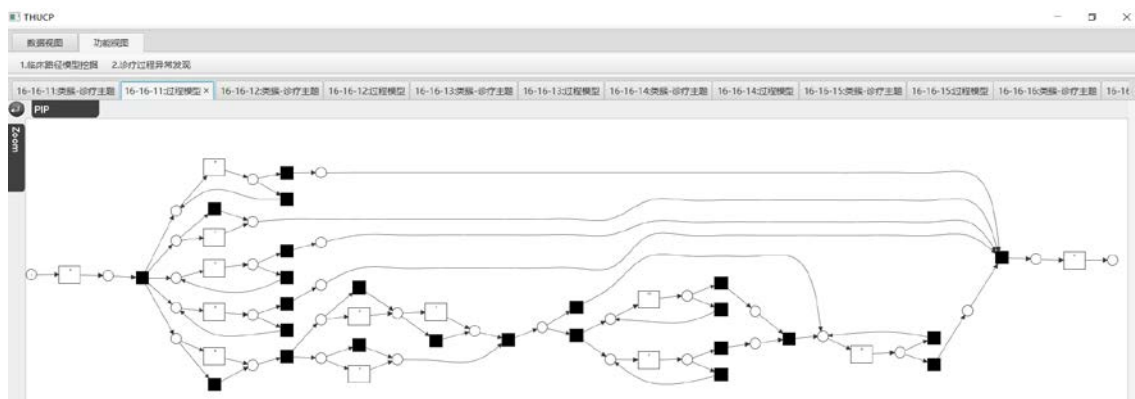 THUCP
数据视图 功能视图
1.临床路径模型挖掘 2.诊疗过程异常发现
16-16-11:类簇-诊疗主题 16-16-11:过程模型 × 16-16-12:类簇-诊疗主题 16-16-12:过程模型 16-16-13:类簇-诊疗主题 16-16-13:过程模型 16-16-14:类簇-诊疗主题 16-16-14:过程模型 16-16-15:类簇-诊疗主题 16-16-15:过程模型 16-16-16:类簇-诊疗主题 16-16
PIP
Zoom